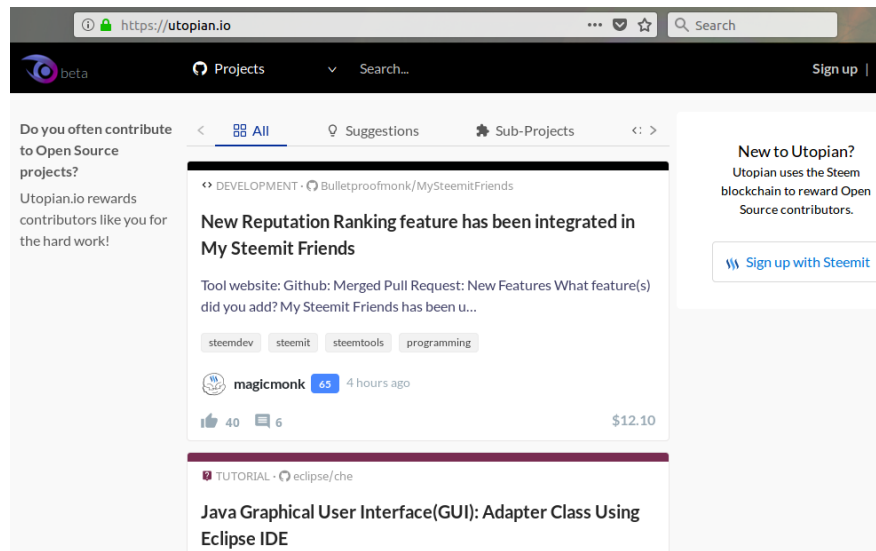 https://utopian.io
Search
beta
Projects
Search...
Sign up |
Do you often contribute
to Open Source
projects?
Utopian.io rewards
contributors like you for
the hard work!
All
Suggestions
Sub-Projects
New to Utopian?
Utopian uses the Steem
blockchain to reward Open
Source contributors.
Sign up with Steemit
DEVELOPMENT · Bulletproofmonk/MySteemitFriends
New Reputation Ranking feature has been integrated in
My Steemit Friends
Tool website: Github: Merged Pull Request: New Features What feature(s)
did you add? My Steemit Friends has been u...
steemdev steemit steemtools programming
magicmonk 65 4 hours ago
40 6 $12.10
TUTORIAL · eclipse/che
Java Graphical User Interface(GUI): Adapter Class Using
Eclipse IDE